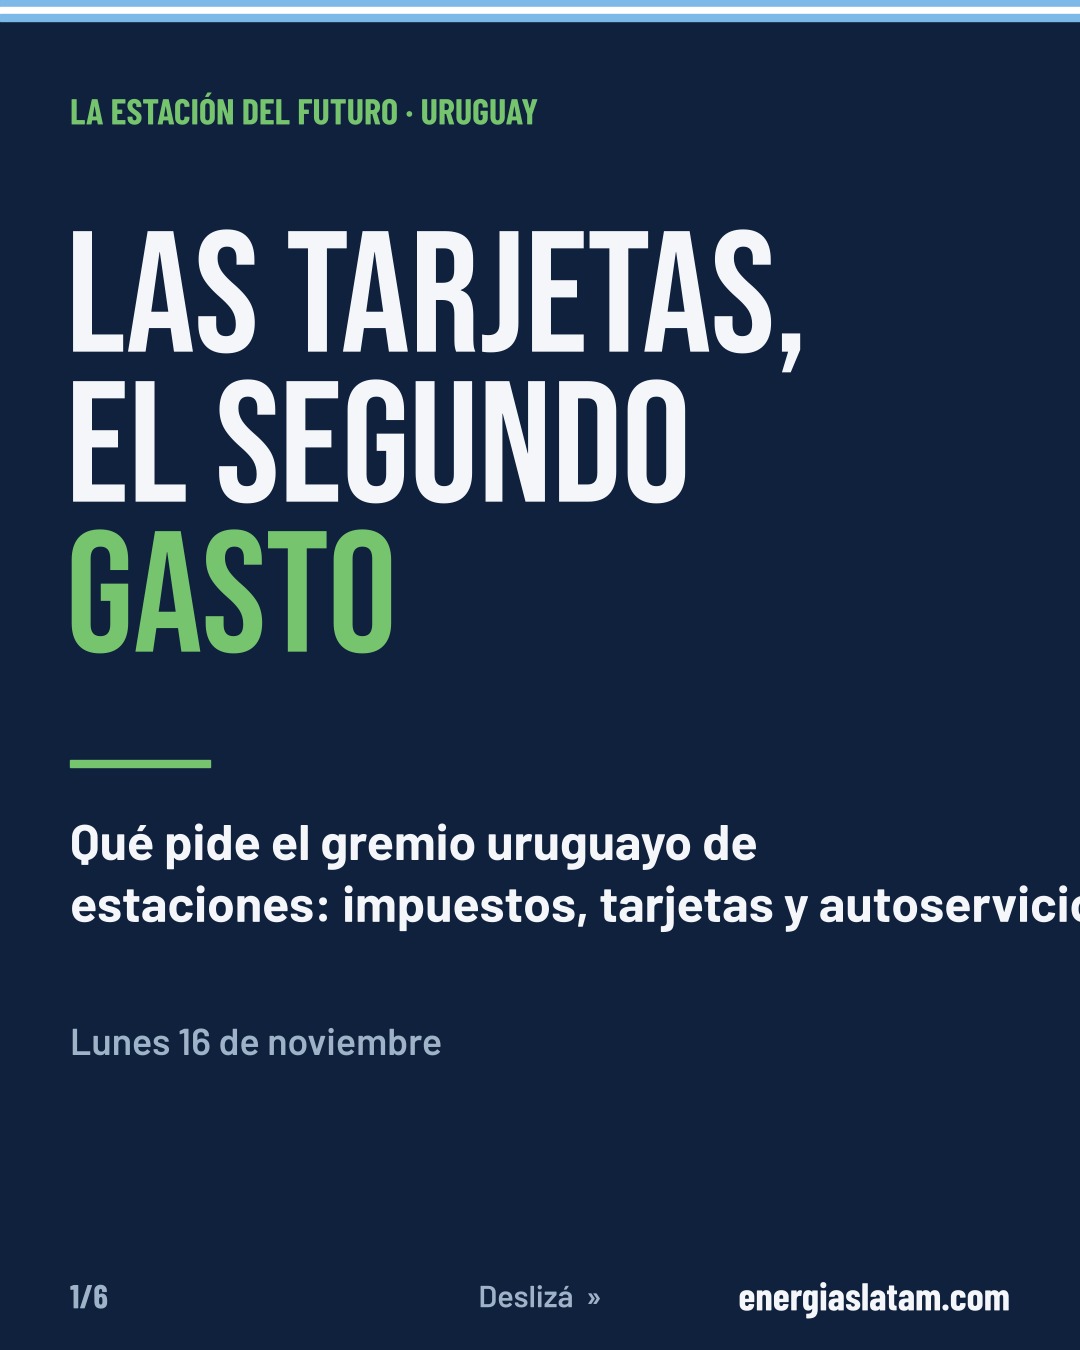 LA ESTACIÓN DEL FUTURO · URUGUAY
LAS TARJETAS,
EL SEGUNDO
GASTO
Qué pide el gremio uruguayo de
estaciones: impuestos, tarjetas y autoservicio
Lunes 16 de noviembre
1/6
Deslizá »
energiaslatam.com